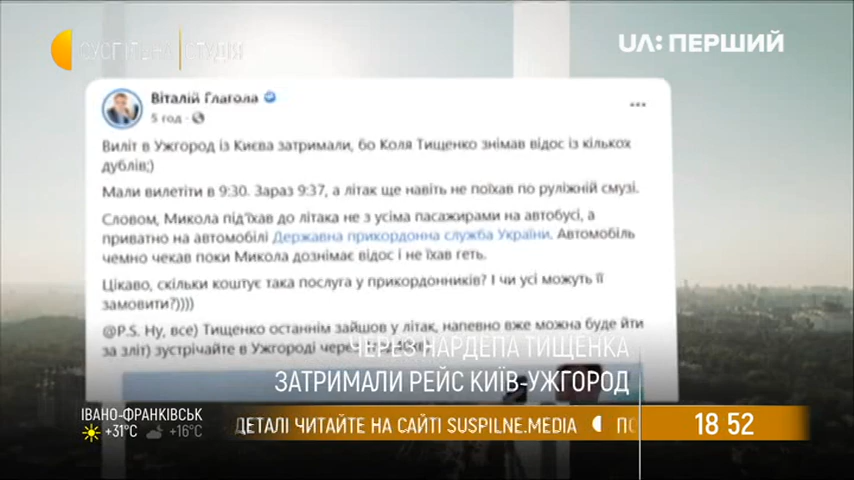 СУСПІЛЬНА СТУДІЯ
UA: ПЕРШИЙ
Віталій Глагола
5 год
Виліт в Ужгород із Києва затримали, бо Коля Тищенко знімав відос із кількох
дублів;)
Мали вилетіти в 9:30. Зараз 9:37, а літак ще навіть не поїхав по руліжній смузі.
Словом, Микола під'їхав до літака не з усіма пасажирами на автобусі, а
приватно на автомобілі Державна прикордонна служба України. Автомобіль
чемно чекав поки Микола дознімає відос і не їхав геть.
Цікаво, скільки коштує така послуга у прикордонників? І чи усі можуть її
замовити?))))
@P.S. Ну, все) Тищенко останнім зайшов у літак, напевно вже можна буде йти
за зліт) зустрічайте в Ужгороді через
ЧЕРЕЗ НАРДЕПА ТИЩЕНКА
ЗАТРИМАЛИ РЕЙС КИЇВ-УЖГОРОД
ІВАНО-ФРАНКІВСЬК
+31°C +16°C
ДЕТАЛІ ЧИТАЙТЕ НА САЙТІ SUSPILNE.MEDIA ПО
18 52